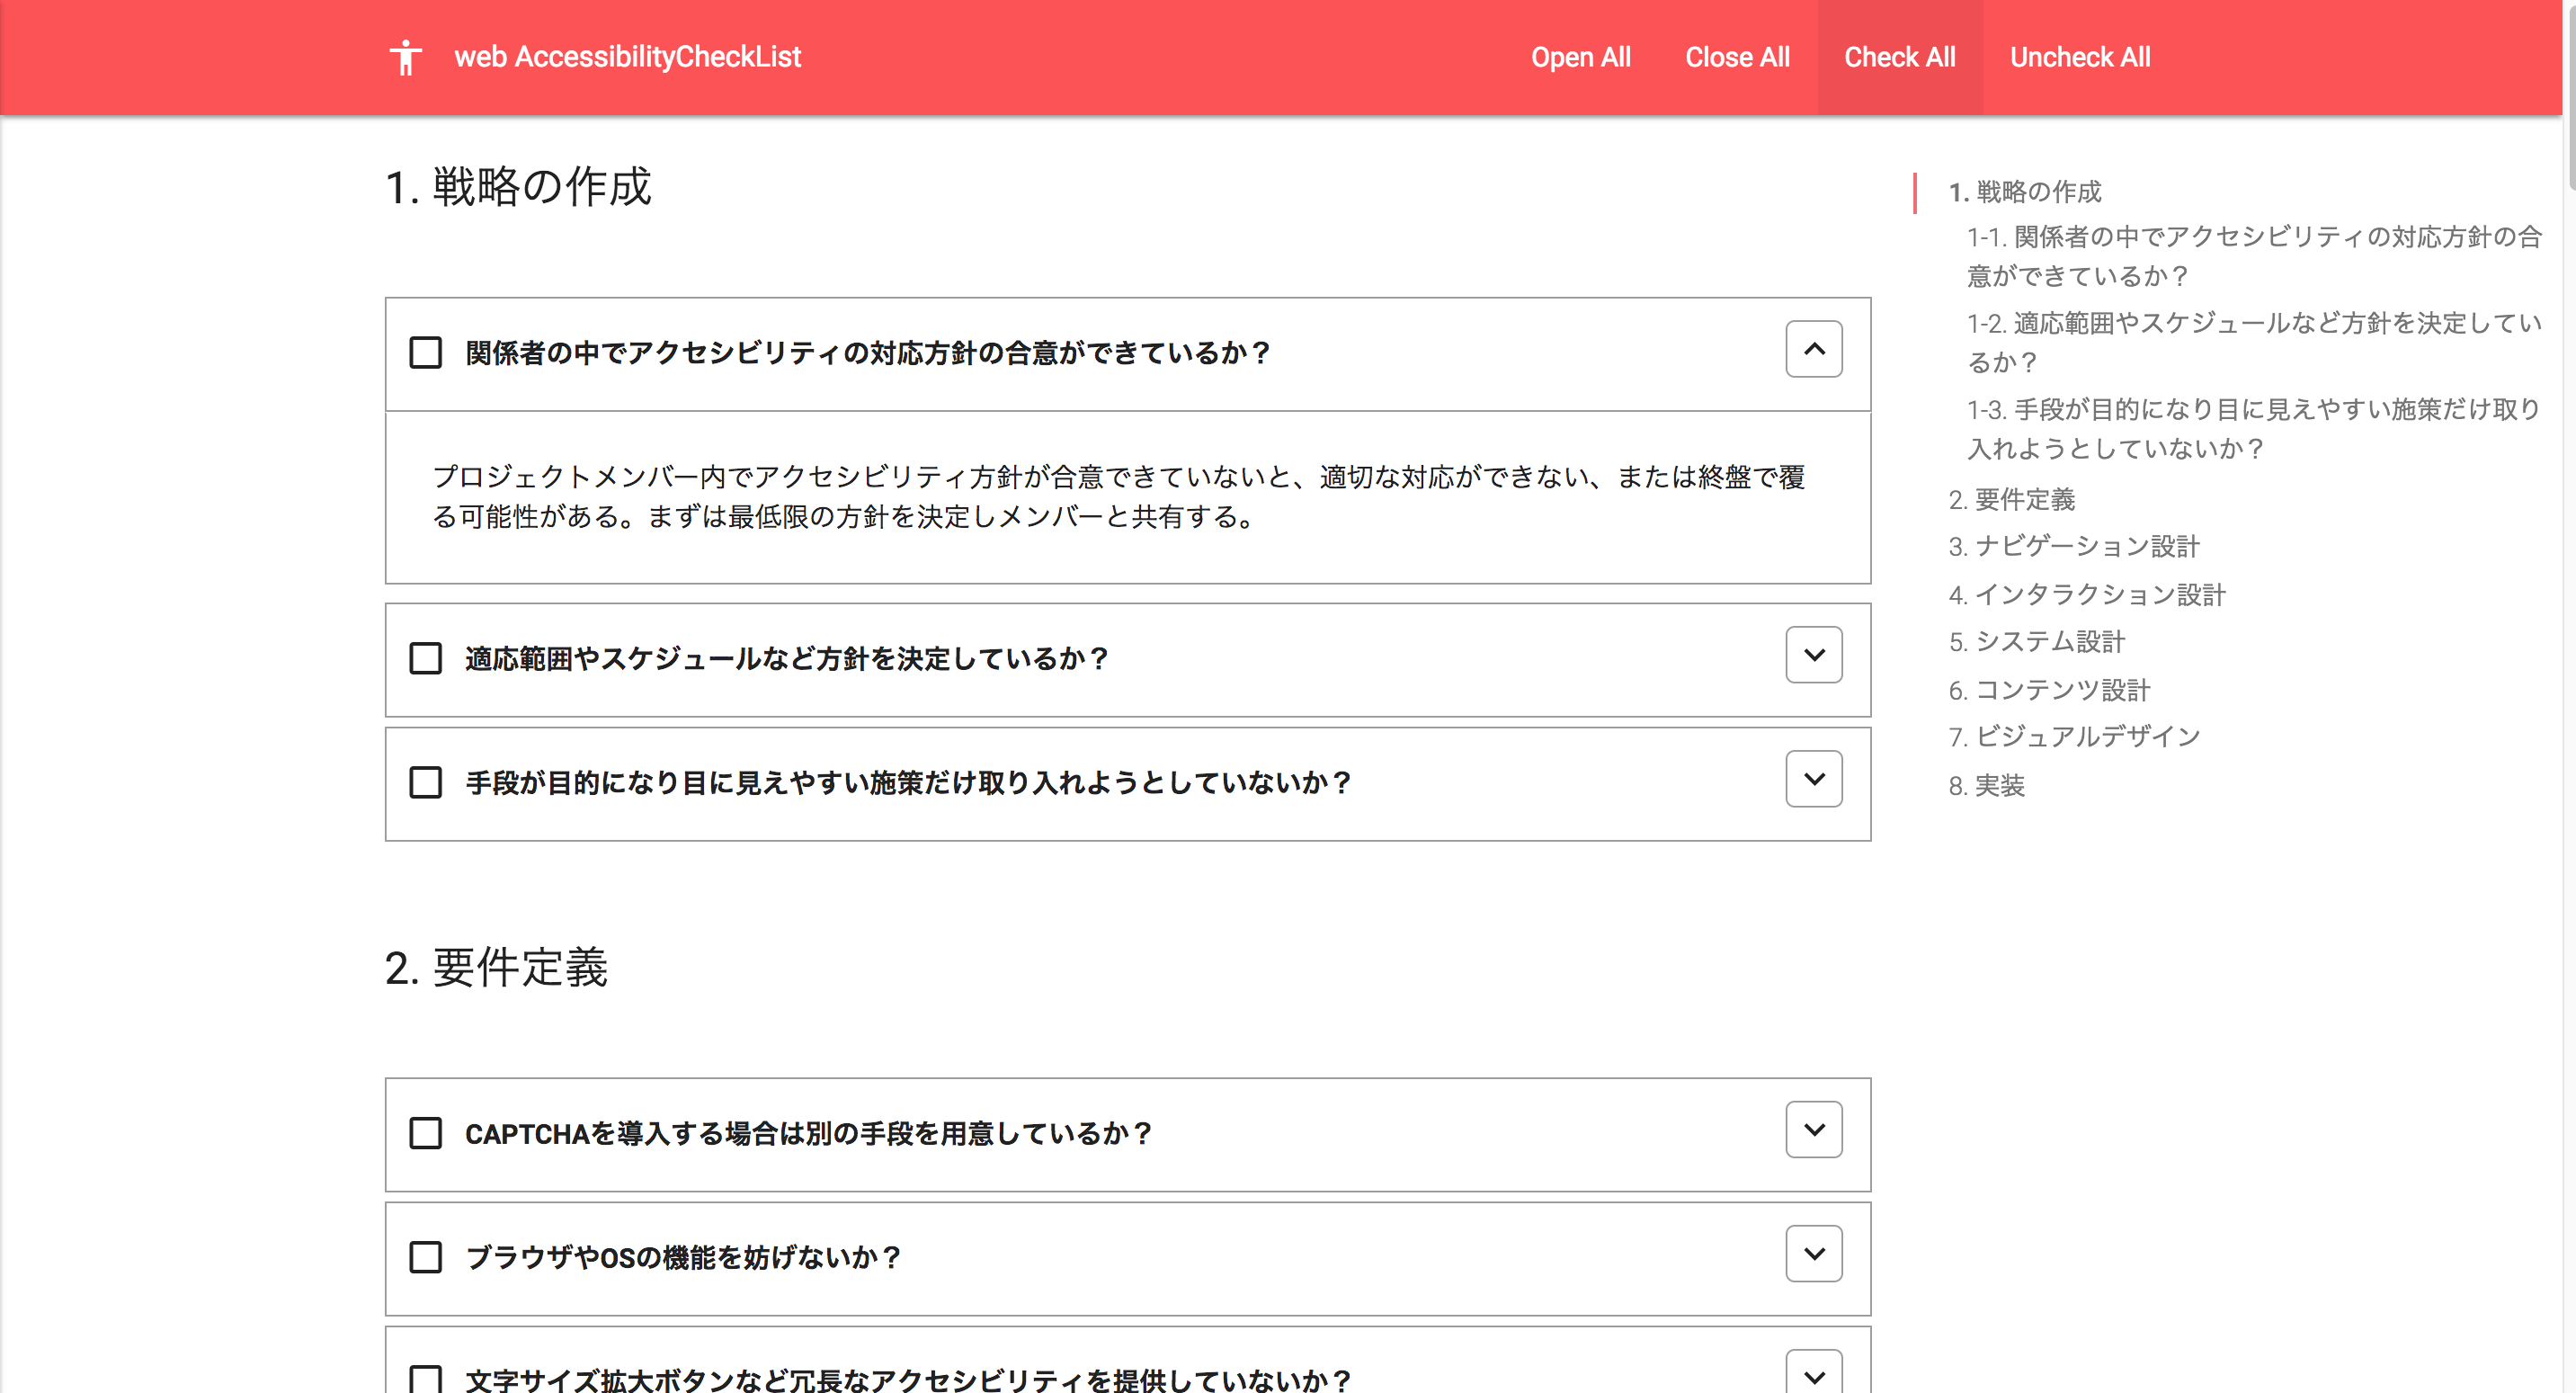 web AccessibilityCheckList
Open All
Close All
Check All
Uncheck All
1. 戦略の作成
関係者の中でアクセシビリティの対応方針の合意ができているか？
プロジェクトメンバー内でアクセシビリティ方針が合意できていないと、適切な対応ができない、または終盤で覆
る可能性がある。まずは最低限の方針を決定しメンバーと共有する。
適応範囲やスケジュールなど方針を決定しているか？
手段が目的になり目に見えやすい施策だけ取り入れようとしていないか？
2. 要件定義
CAPTCHAを導入する場合は別の手段を用意しているか？
ブラウザやOSの機能を妨げないか？
文字サイズ拡大ボタンなど冗長なアクセシビリティを提供していないか？
1. 戦略の作成
1-1. 関係者の中でアクセシビリティの対応方針の合
意ができているか？
1-2. 適応範囲やスケジュールなど方針を決定してい
るか？
1-3. 手段が目的になり目に見えやすい施策だけ取り
入れようとしていないか？
2. 要件定義
3. ナビゲーション設計
4. インタラクション設計
5. システム設計
6. コンテンツ設計
7. ビジュアルデザイン
8. 実装